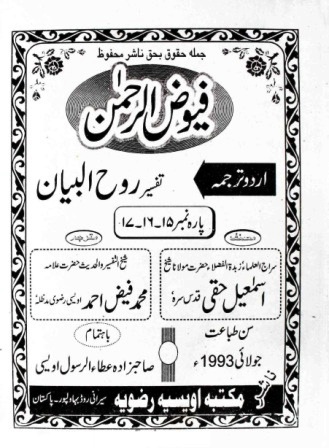 جملہ حقوق بحق ناشر محفوظ
فیوض الرحمٰن
اردو ترجمہ
تفسیر روح البیان
پارہ نمبر ۱۵-۱۶-۱۷
مصنف
سراج العلماء زبدۃ الفضلاء حضرت مولانا شیخ
اسمٰعیل حقی قدس سرہٗ
مترجم
شیخ التفسیر والحدیث حضرت علامہ
محمد فیض احمد اویسی رضوی مدظلہٗ
سن طباعت
جولائی 1993ء
باہتمام
صاحبزادہ عطاء الرسول اویسی
ناشر
مکتبہ اویسیہ رضویہ سیرانی روڈ بہاولپور۔ پاکستان